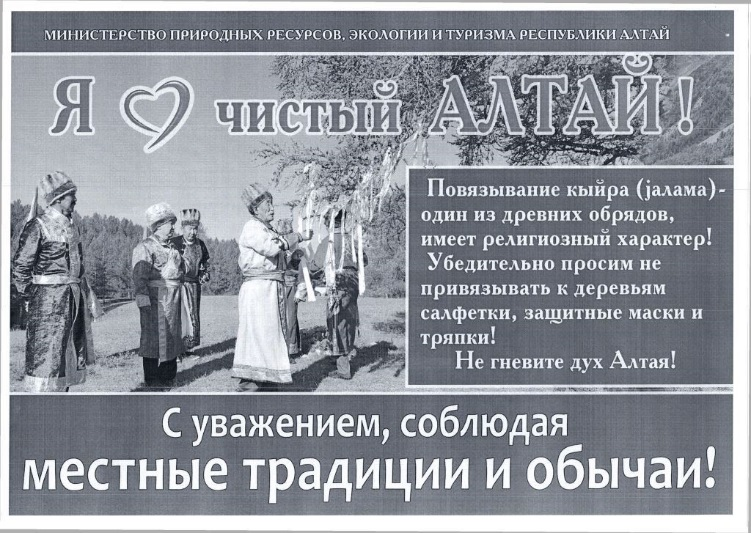 МИНИСТЕРСТВО ПРИРОДНЫХ РЕСУРСОВ, ЭКОЛОГИИ И ТУРИЗМА РЕСПУБЛИКИ АЛТАЙ
Я чистый АЛТАЙ!
Повязывание кыйра (jалама)-
один из древних обрядов,
имеет религиозный характер!
Убедительно просим не
привязывать к деревьям
салфетки, защитные маски и
тряпки!
Не гневите дух Алтая!
С уважением, соблюдая
местные традиции и обычаи!